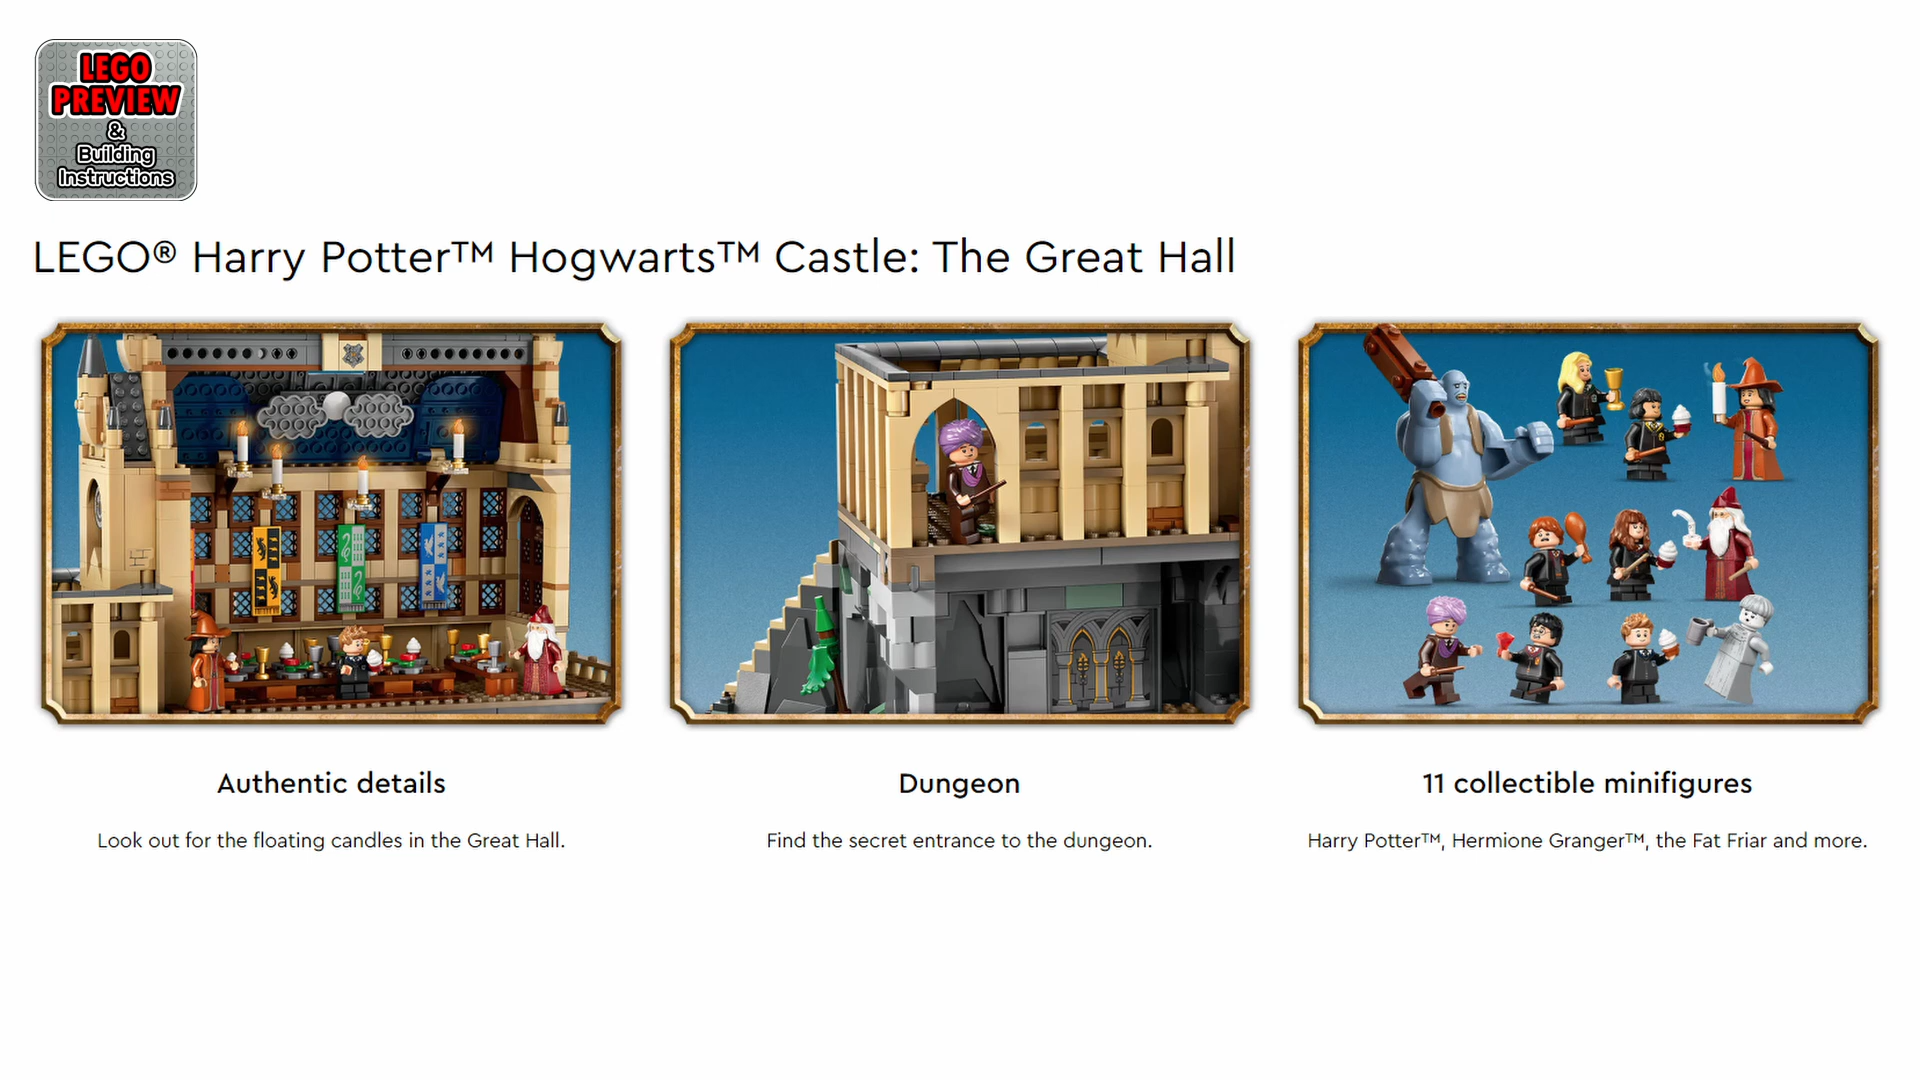 LEGO
PREVIEW
&
Building
Instructions
LEGO® Harry Potter™ Hogwarts™ Castle: The Great Hall
Authentic details
Dungeon
11 collectible minifigures
Look out for the floating candles in the Great Hall.
Find the secret entrance to the dungeon.
Harry Potter™, Hermione Granger™, the Fat Friar and more.